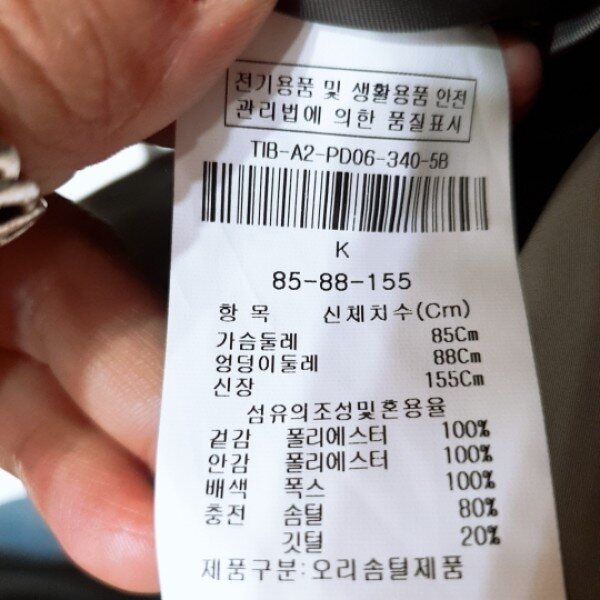 전기용품 및 생활용품 안전
관리법에 의한 품질표시
TIB-A2-PD06-340-5B
K
85-88-155
항 목 신체치수(Cm)
가슴둘레 85Cm
엉덩이둘레 88Cm
신장 155Cm
섬유의조성및혼용율
겉감 폴리에스터 100%
안감 폴리에스터 100%
배색 폭스 100%
충전 솜털 80%
깃털 20%
제품구분:오리솜털제품